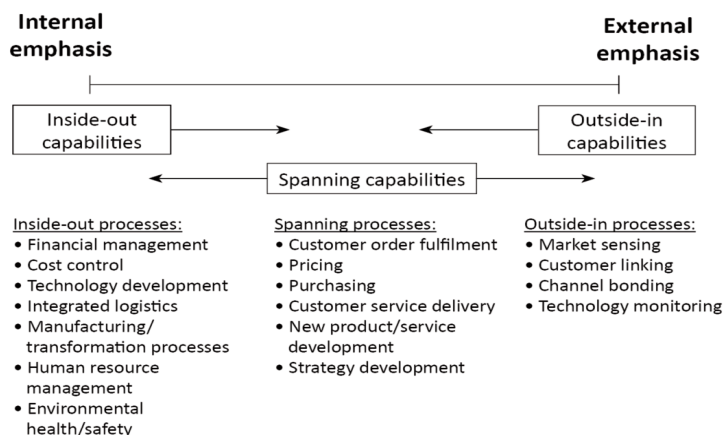 Internal
emphasis
External
emphasis
Inside-out
capabilities
Outside-in
capabilities
Spanning capabilities
Inside-out processes:
• Financial management
• Cost control
• Technology development
• Integrated logistics
• Manufacturing/
transformation processes
• Human resource
management
• Environmental
health/safety
Spanning processes:
• Customer order fulfilment
• Pricing
• Purchasing
• Customer service delivery
• New product/service
development
• Strategy development
Outside-in processes:
• Market sensing
• Customer linking
• Channel bonding
• Technology monitoring